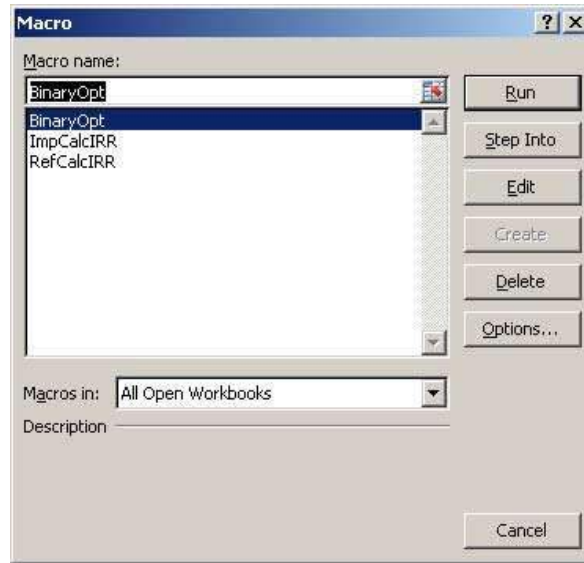 Macro
Macro name:
BinaryOpt
BinaryOpt
ImpCalcIRR
RefCalcIRR
Run
Step Into
Edit
Create
Delete
Options...
Macros in: All Open Workbooks
Description
Cancel